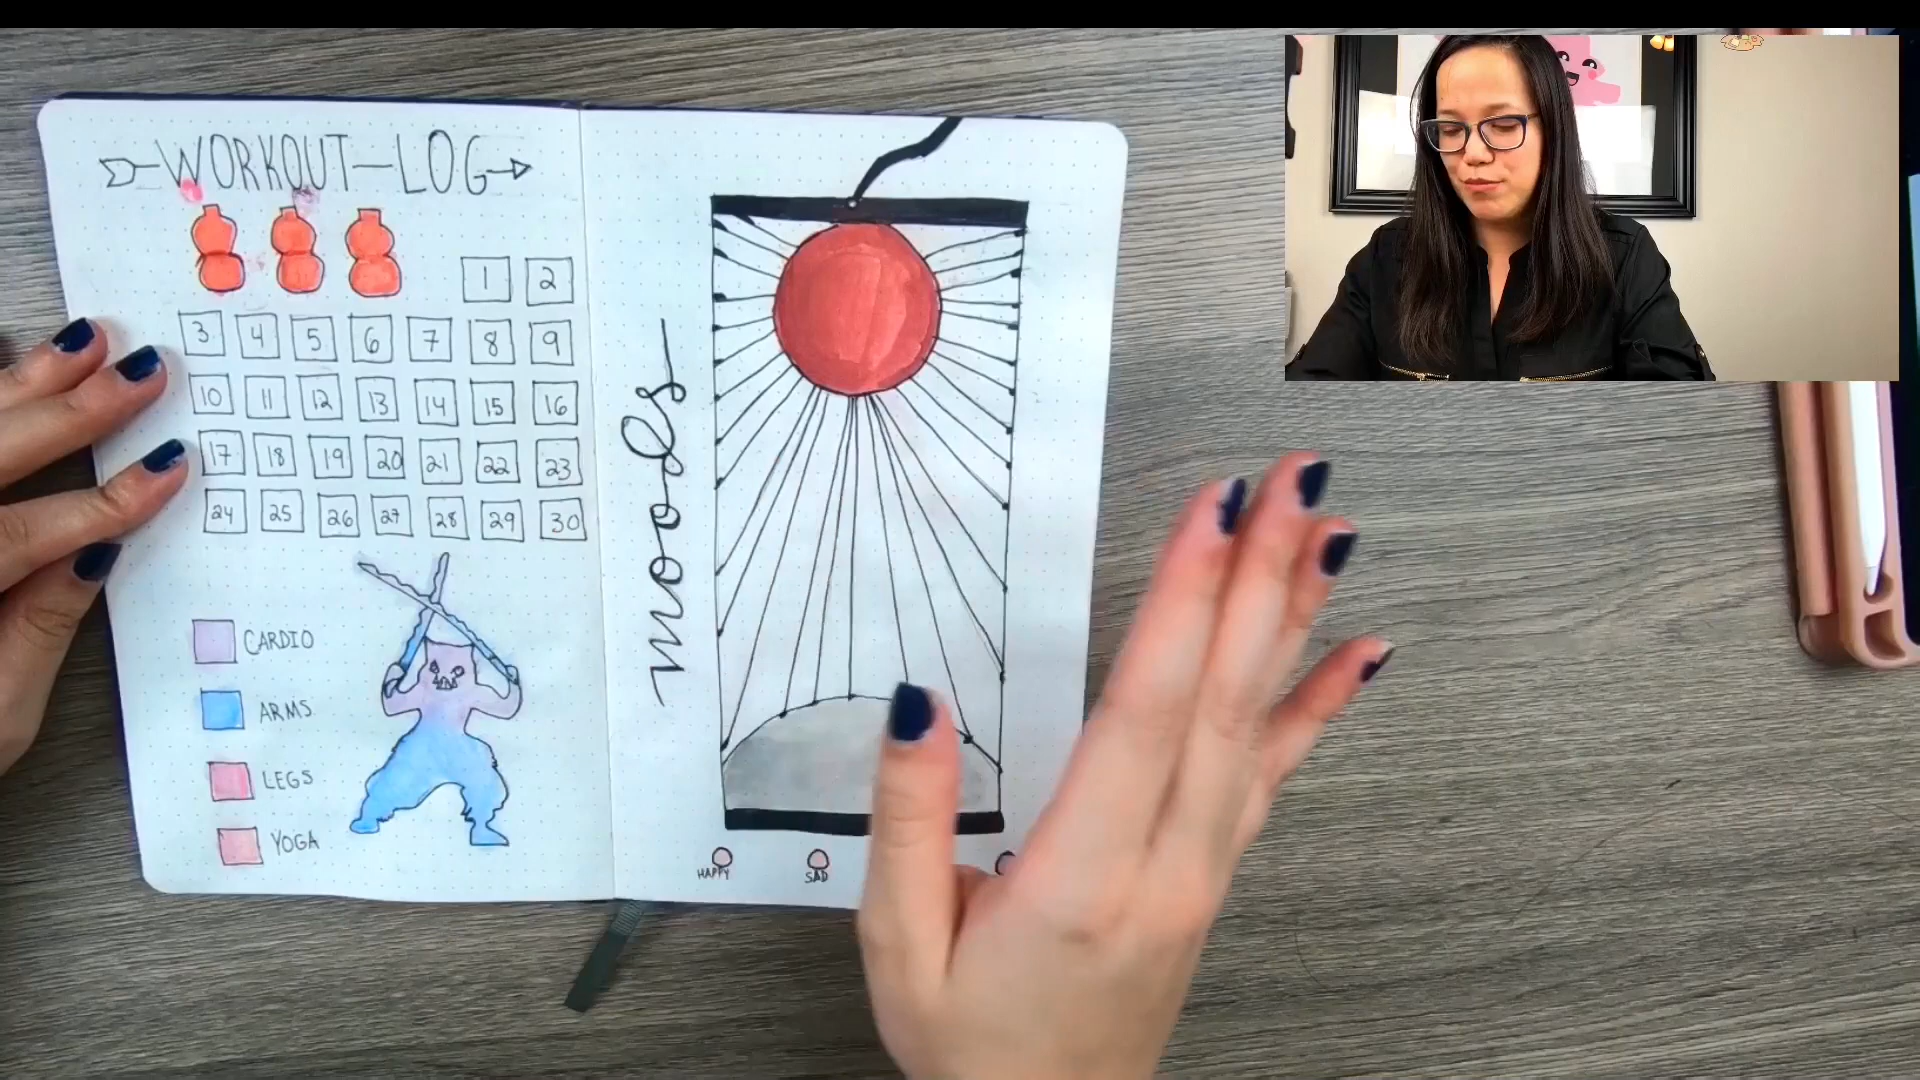 WORKOUT-LOG
1 2
3 4 5 6 7 8 9
10 11 12 13 14 15 16
17 18 19 20 21 22 23
24 25 26 27 28 29 30
CARDIO
ARMS
LEGS
YOGA
moods
HAPPY SAD